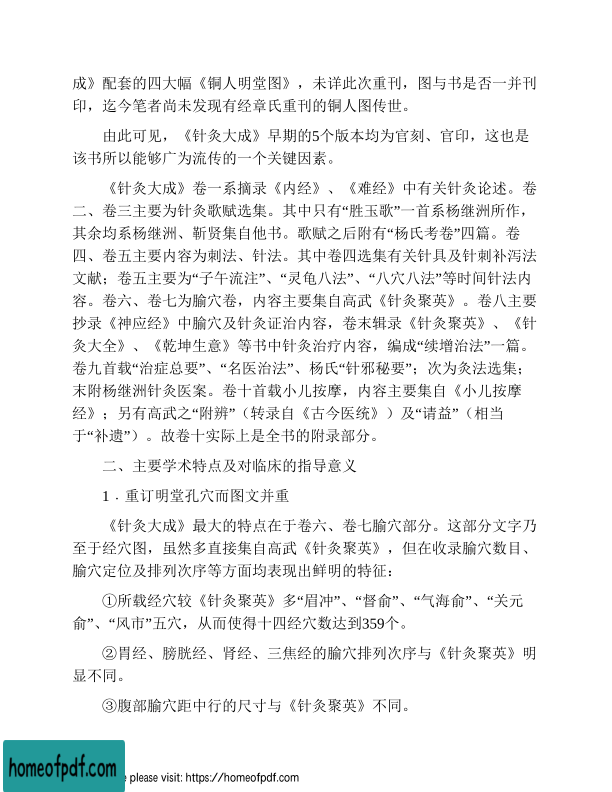 成》配套的四大幅《铜人明堂图》，未详此次重刊，图与书是否一并刊
印，迄今笔者尚未发现有经章氏重刊的铜人图传世。
由此可见，《针灸大成》早期的5个版本均为官刻、官印，这也是
该书所以能够广为流传的一个关键因素。
《针灸大成》卷一系摘录《内经》、《难经》中有关针灸论述。卷
二、卷三主要为针灸歌赋选集。其中只有“胜玉歌”一首系杨继洲所作，
其余均系杨继洲、靳贤集自他书。歌赋之后附有“杨氏考卷”四篇。卷
四、卷五主要内容为刺法、针法。其中卷四选集有关针具及针刺补泻法
文献；卷五主要为“子午流注”、“灵龟八法”、“八穴八法”等时间针法内
容。卷六、卷七为腧穴卷，内容主要集自高武《针灸聚英》。卷八主要
抄录《神应经》中腧穴及针灸证治内容，卷末辑录《针灸聚英》、《针
灸大全》、《乾坤生意》等书中针灸治疗内容，编成“续增治法”一篇。
卷九首载“治症总要”、“名医治法”、杨氏“针邪秘要”；次为灸法选集；
末附杨继洲针灸医案。卷十首载小儿按摩，内容主要集自《小儿按摩
经》；另有高武之“附辨”（转录自《古今医统》）及“请益”（相当
于“补遗”）。故卷十实际上是全书的附录部分。
二、主要学术特点及对临床的指导意义
1．重订明堂孔穴而图文并重
《针灸大成》最大的特点在于卷六、卷七腧穴部分。这部分文字乃
至于经穴图，虽然多直接集自高武《针灸聚英》，但在收录腧穴数目、
腧穴定位及排列次序等方面均表现出鲜明的特征：
①所载经穴较《针灸聚英》多“眉冲”、“督俞”、“气海俞”、“关元
俞”、“风市”五穴，从而使得十四经穴数达到359个。
②胃经、膀胱经、肾经、三焦经的腧穴排列次序与《针灸聚英》明
显不同。
③腹部腧穴距中行的尺寸与《针灸聚英》不同。
homeofpdf.com
e please visit: https://homeofpdf.com